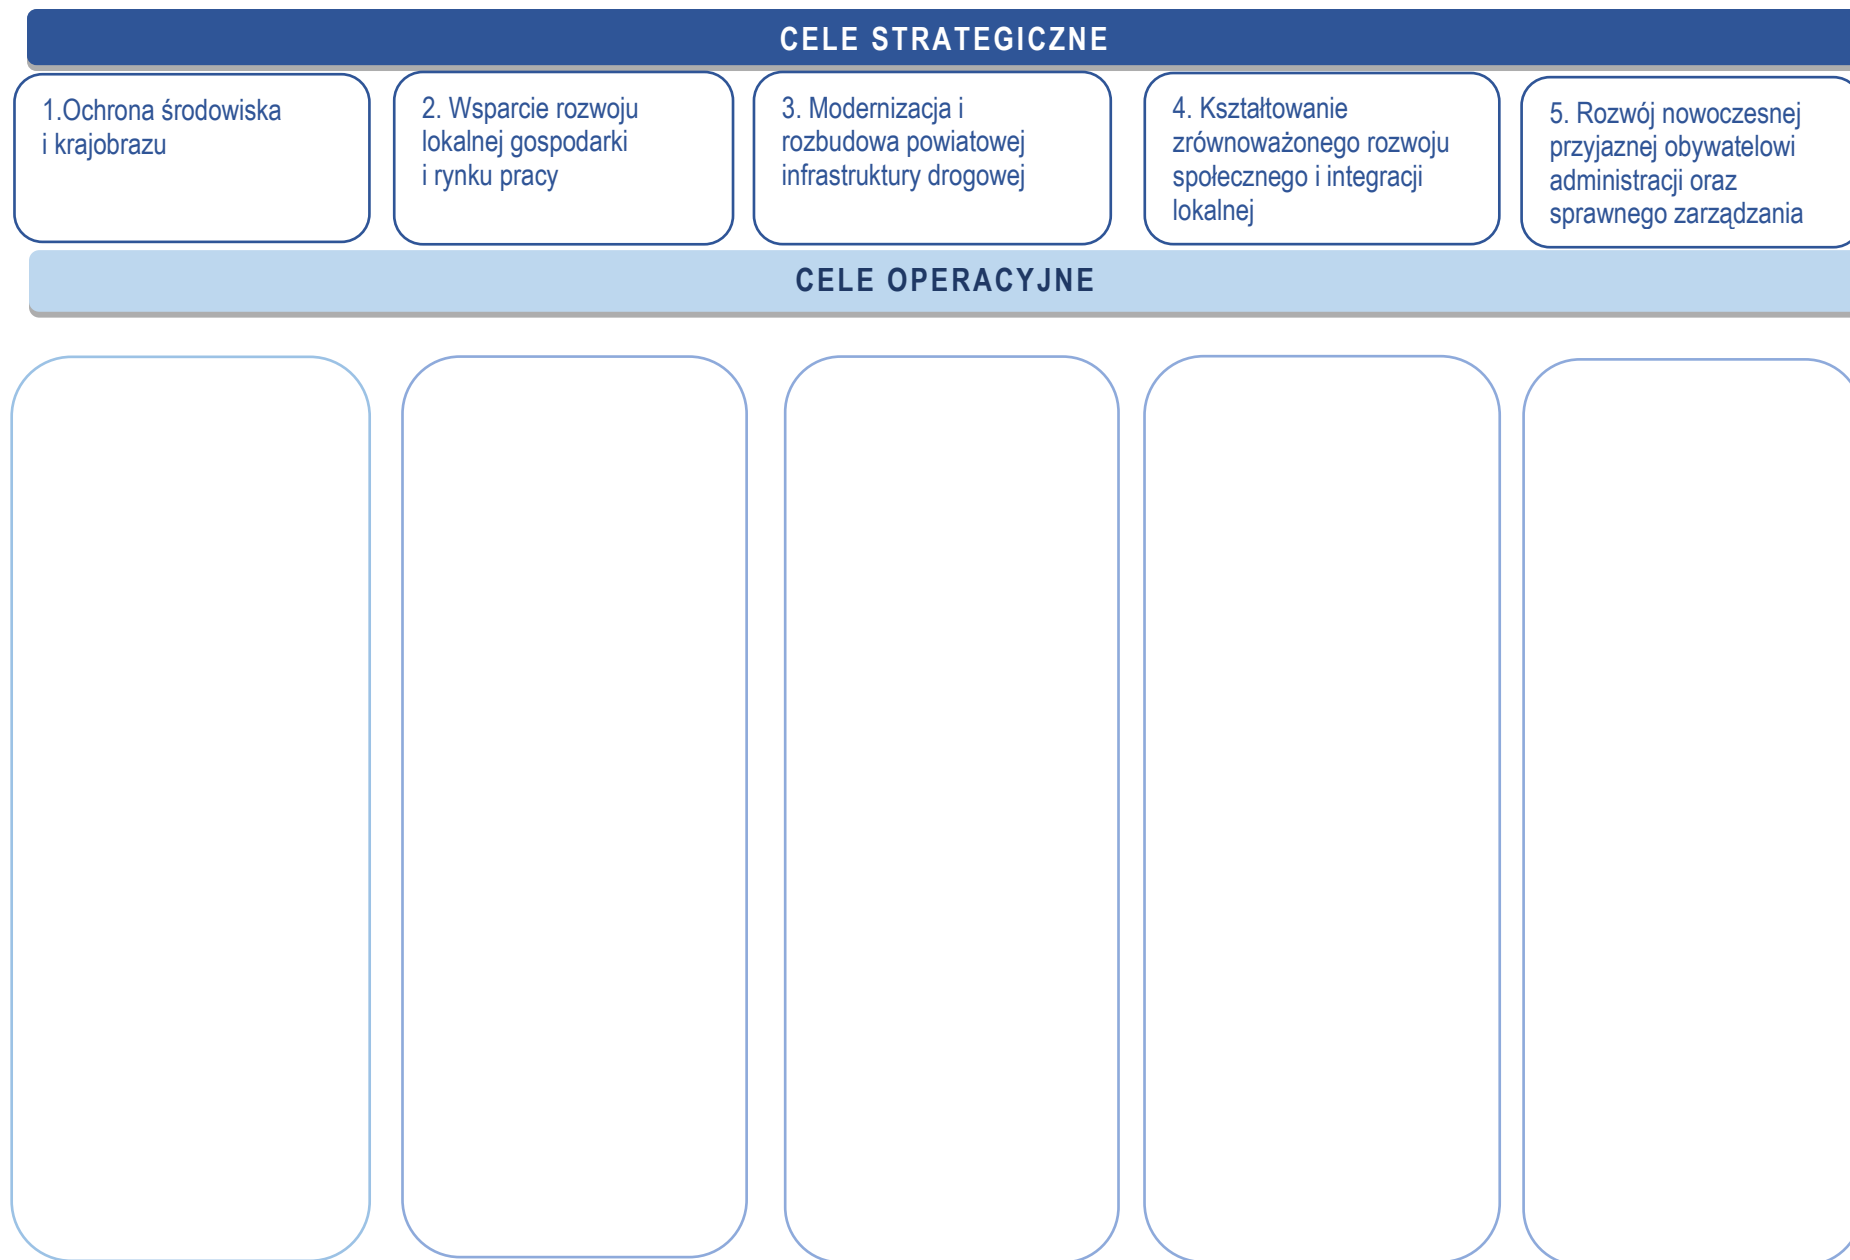 CELE STRATEGICZNE
1.Ochrona środowiska
i krajobrazu
2. Wsparcie rozwoju
lokalnej gospodarki
i rynku pracy
3. Modernizacja i
rozbudowa powiatowej
infrastruktury drogowej
4. Kształtowanie
zrównoważonego rozwoju
społecznego i integracji
lokalnej
5. Rozwój nowoczesnej
przyjaznej obywatelowi
administracji oraz
sprawnego zarządzania
CELE OPERACYJNE